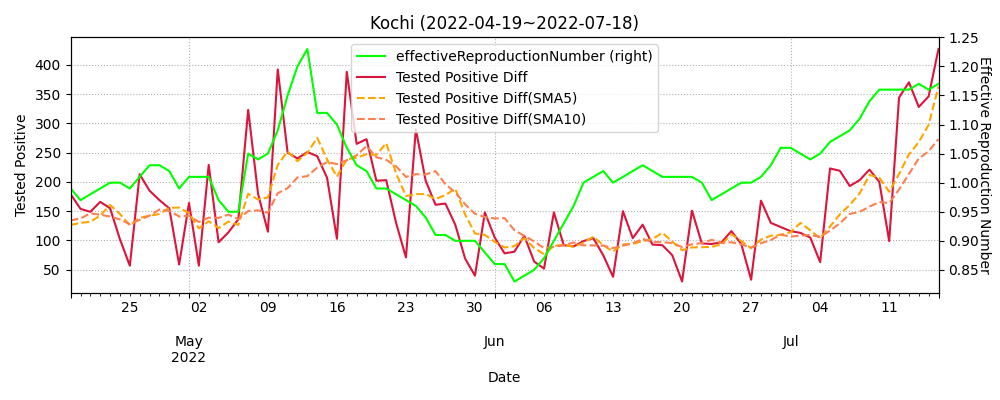 Kochi (2022-04-19~2022-07-18)
effectiveReproductionNumber (right)
Tested Positive Diff
Tested Positive Diff(SMA5)
Tested Positive Diff(SMA10)
Tested Positive
400
350
300
250
200
150
100
50
1.25
1.20
1.15
1.10
1.05
1.00
0.95
0.90
0.85
Effective Reproduction Number
25 02 09 16 23 30 06 13 20 27 04 11
May Jun Jul
2022
Date